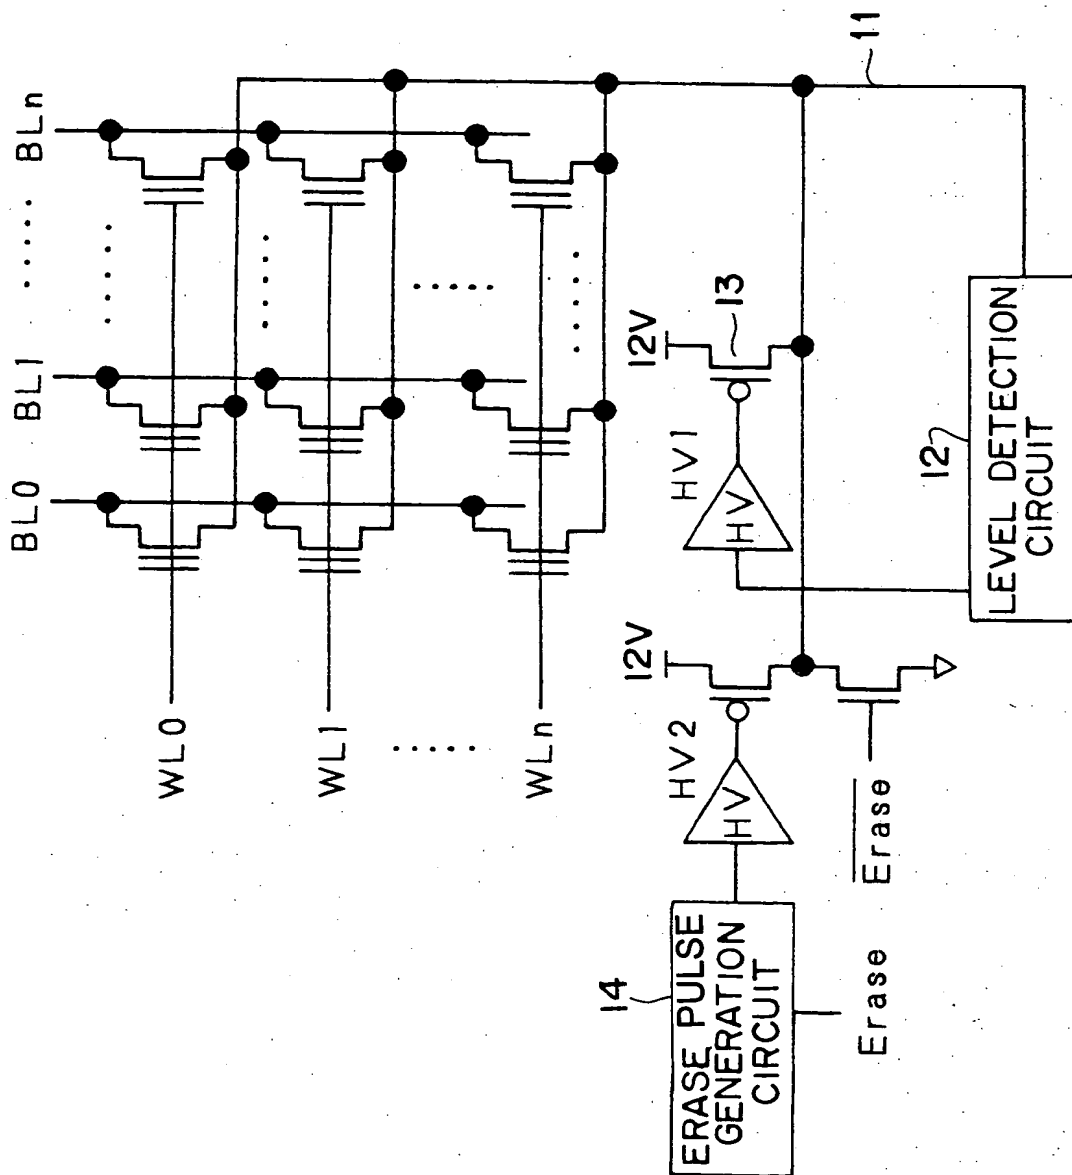 BL0
BL1
.....
BLn
WL0
WL1
.....
WLn
11
12V
13
HV1
HV
12
LEVEL DETECTION
CIRCUIT
12V
HV2
HV
14
ERASE PULSE
GENERATION
CIRCUIT
Erase
Erase